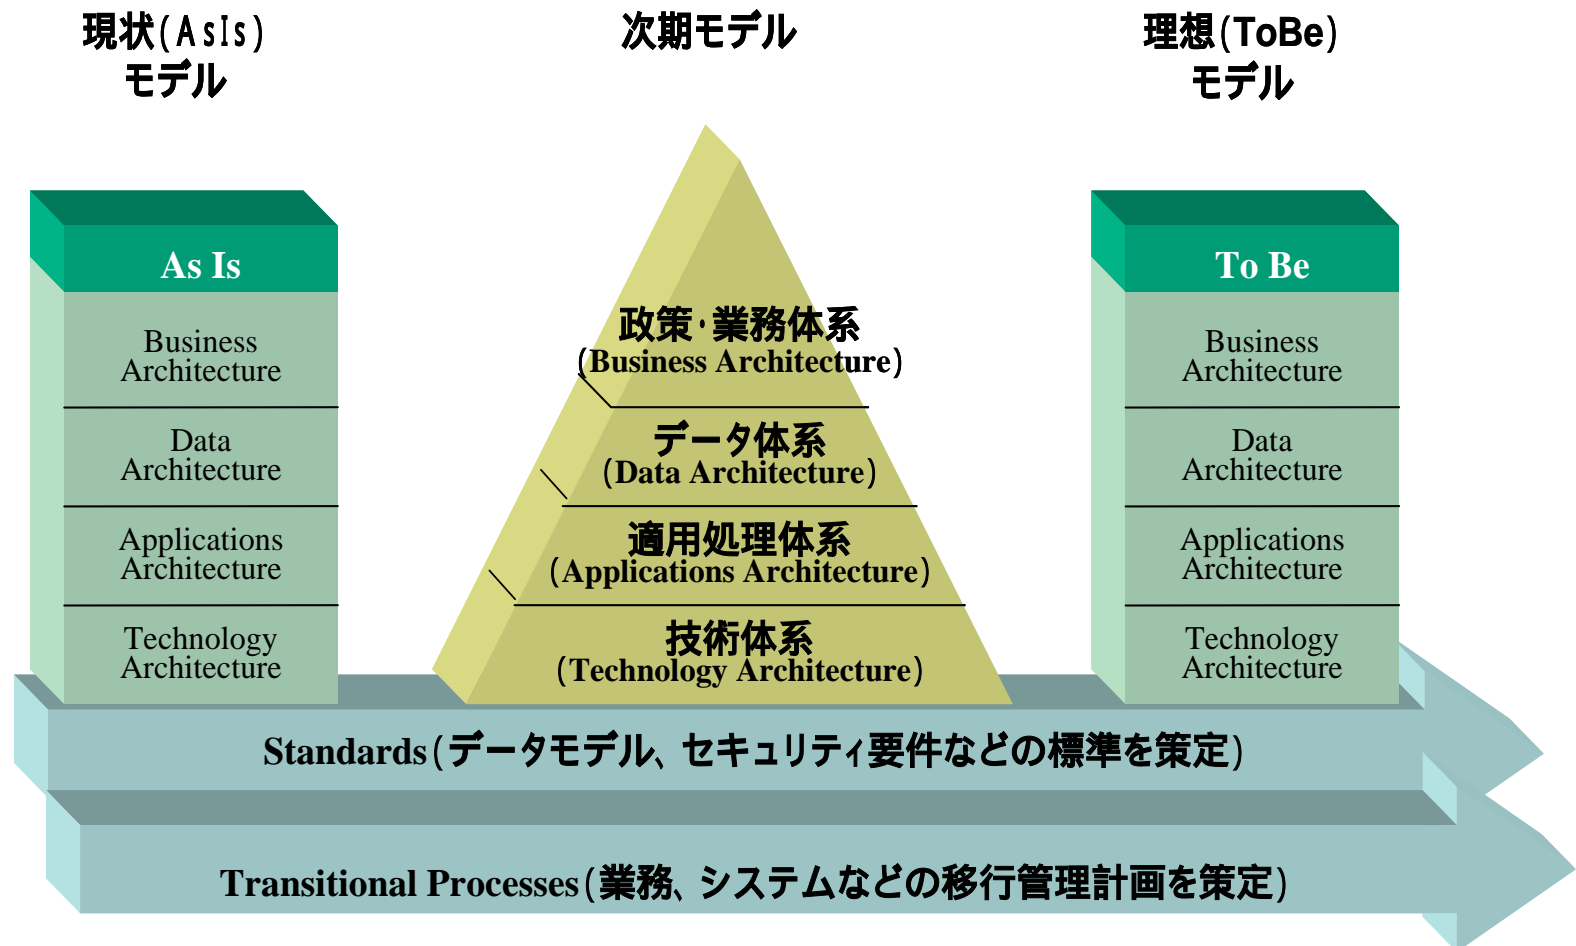 現状(AsIs)
モデル
次期モデル
理想(ToBe)
モデル
As Is
Business
Architecture
Data
Architecture
Applications
Architecture
Technology
Architecture
政策・業務体系
(Business Architecture)
データ体系
(Data Architecture)
適用処理体系
(Applications Architecture)
技術体系
(Technology Architecture)
To Be
Business
Architecture
Data
Architecture
Applications
Architecture
Technology
Architecture
Standards(データモデル、セキュリティ要件などの標準を策定)
Transitional Processes(業務、システムなどの移行管理計画を策定)